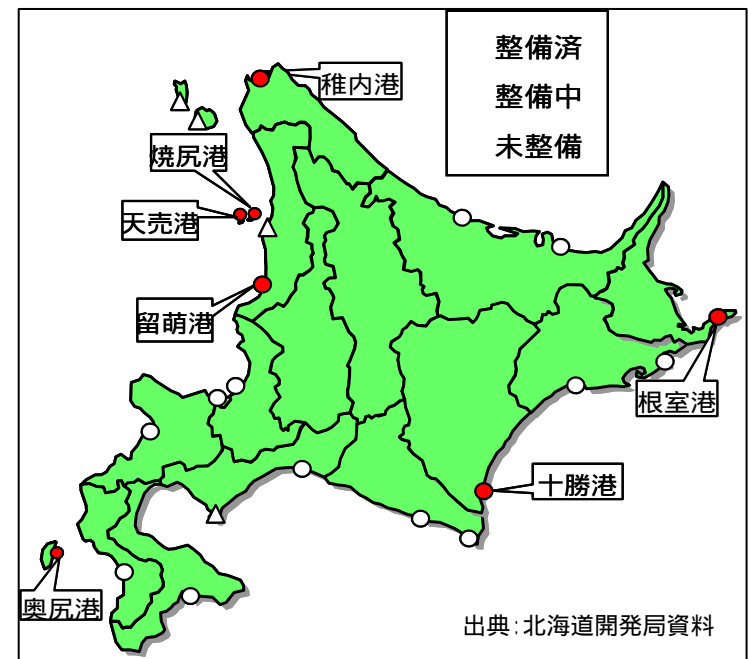 整備済
整備中
未整備
稚内港
焼尻港
天売港
留萌港
根室港
十勝港
奥尻港
出典:北海道開発局資料